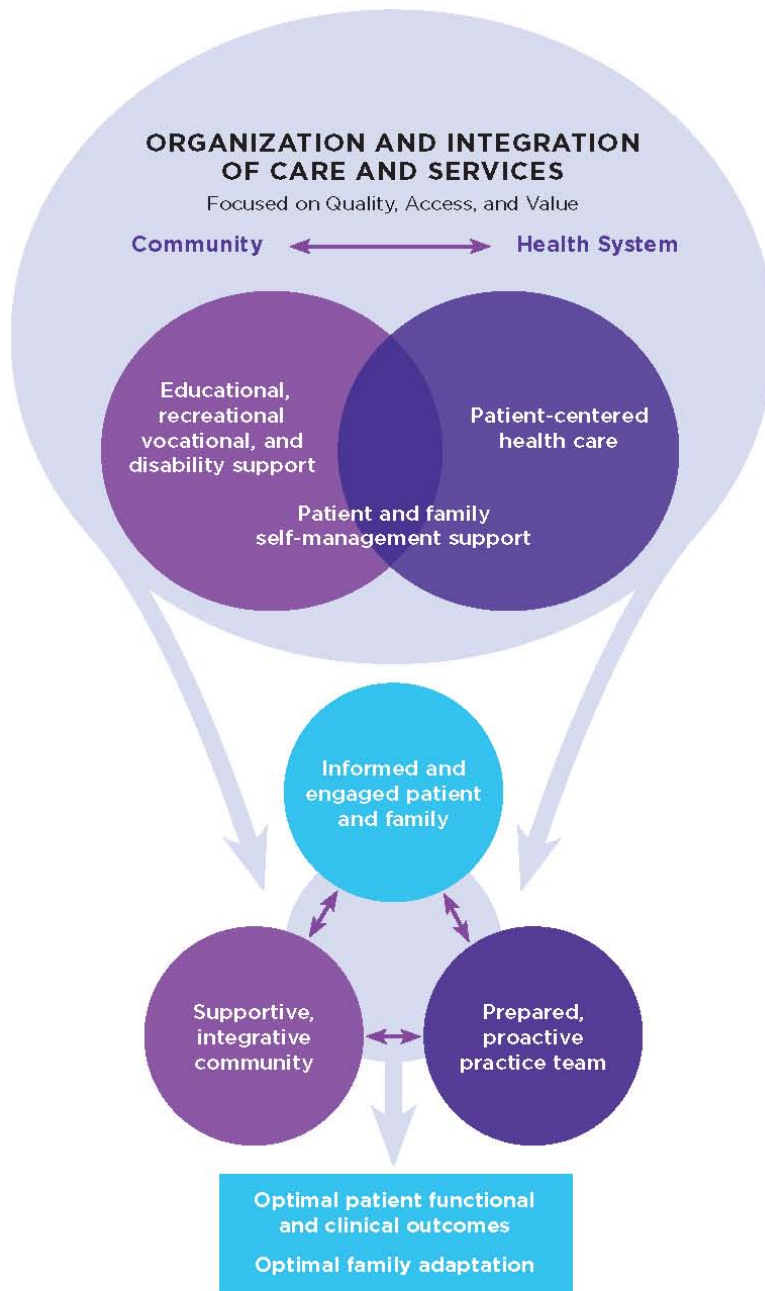 ORGANIZATION AND INTEGRATION
OF CARE AND SERVICES
Focused on Quality, Access, and Value
Community
Health System
Educational,
recreational
vocational, and
disability support
Patient-centered
health care
Patient and family
self-management support
Informed and
engaged patient
and family
Supportive,
integrative
community
Prepared,
proactive
practice team
Optimal patient functional
and clinical outcomes
Optimal family adaptation